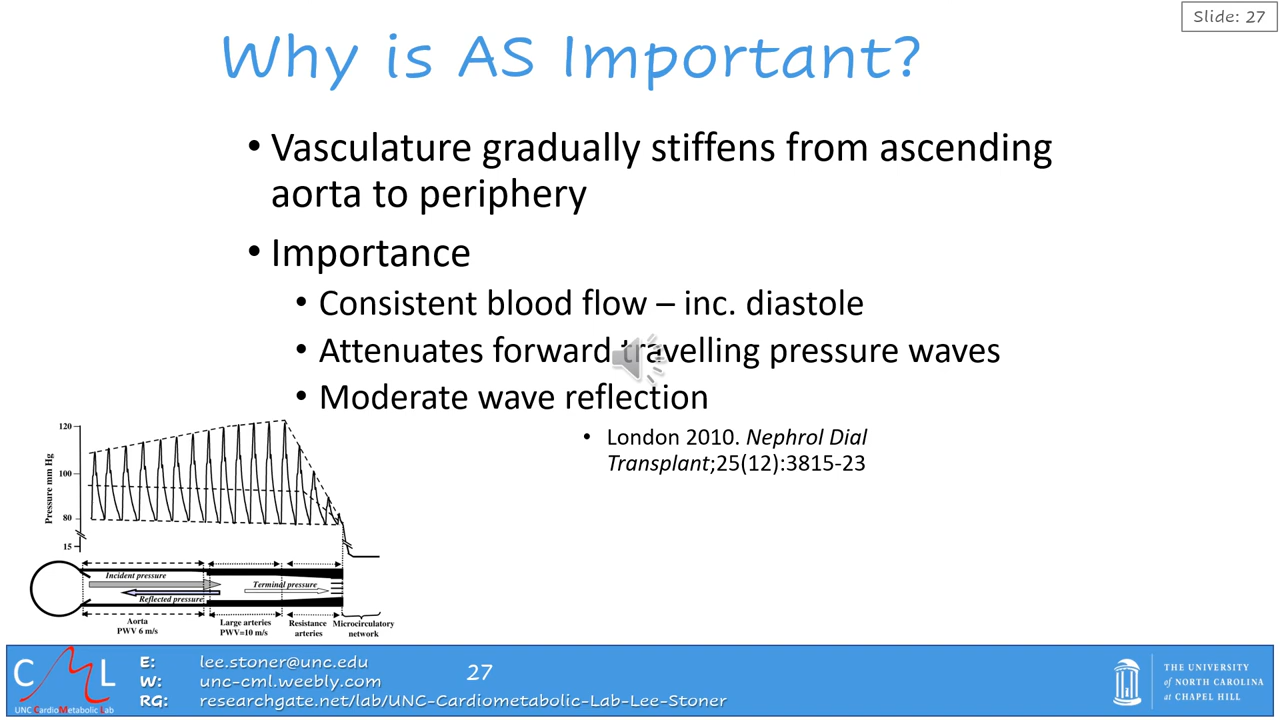 Slide: 27
Why is AS Important?
• Vasculature gradually stiffens from ascending
aorta to periphery
• Importance
• Consistent blood flow – inc. diastole
• Attenuates forward travelling pressure waves
• Moderate wave reflection
• London 2010. Nephrol Dial
Transplant;25(12):3815-23
Pressure mm Hg
120
100
80
15
Incident pressure
Reflected pressure
Terminal pressure
Aorta
PWV 6 m/s
Large arteries
PWV=10 m/s
Resistance
arteries
Microcirculatory
network
CML
UNC CardioMetabolic Lab
E: lee.stoner@unc.edu
W: unc-cml.weebly.com
RG: researchgate.net/lab/UNC-Cardiometabolic-Lab-Lee-Stoner
27
THE UNIVERSITY
of NORTH CAROLINA
at CHAPEL HILL